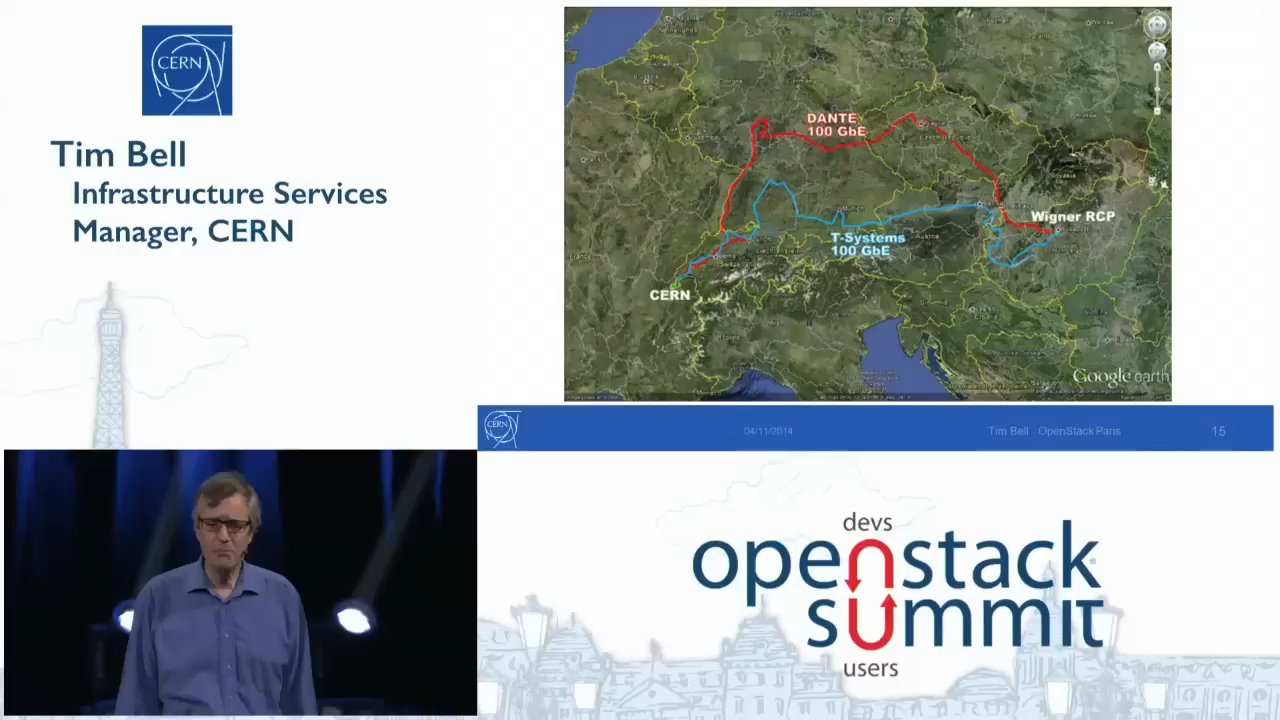 CERN
Tim Bell
Infrastructure Services
Manager, CERN
DANTE
100 GbE
Wigner RCP
T-Systems
100 GbE
CERN
Google earth
CERN
04/11/2014
Tim Bell - OpenStack Paris
15
devs
openstack
summit
users